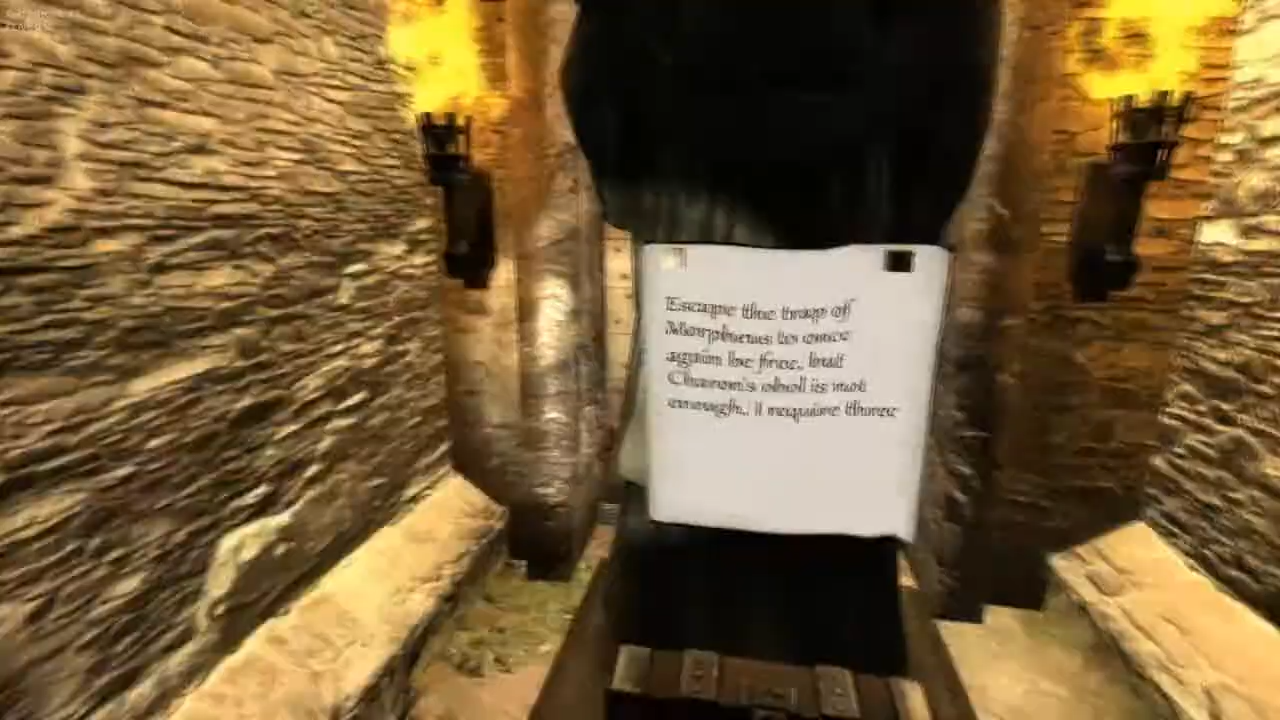 Escape the trap of
Morpheus to once
again be free, but
Charon's obol is not
enough, I require three